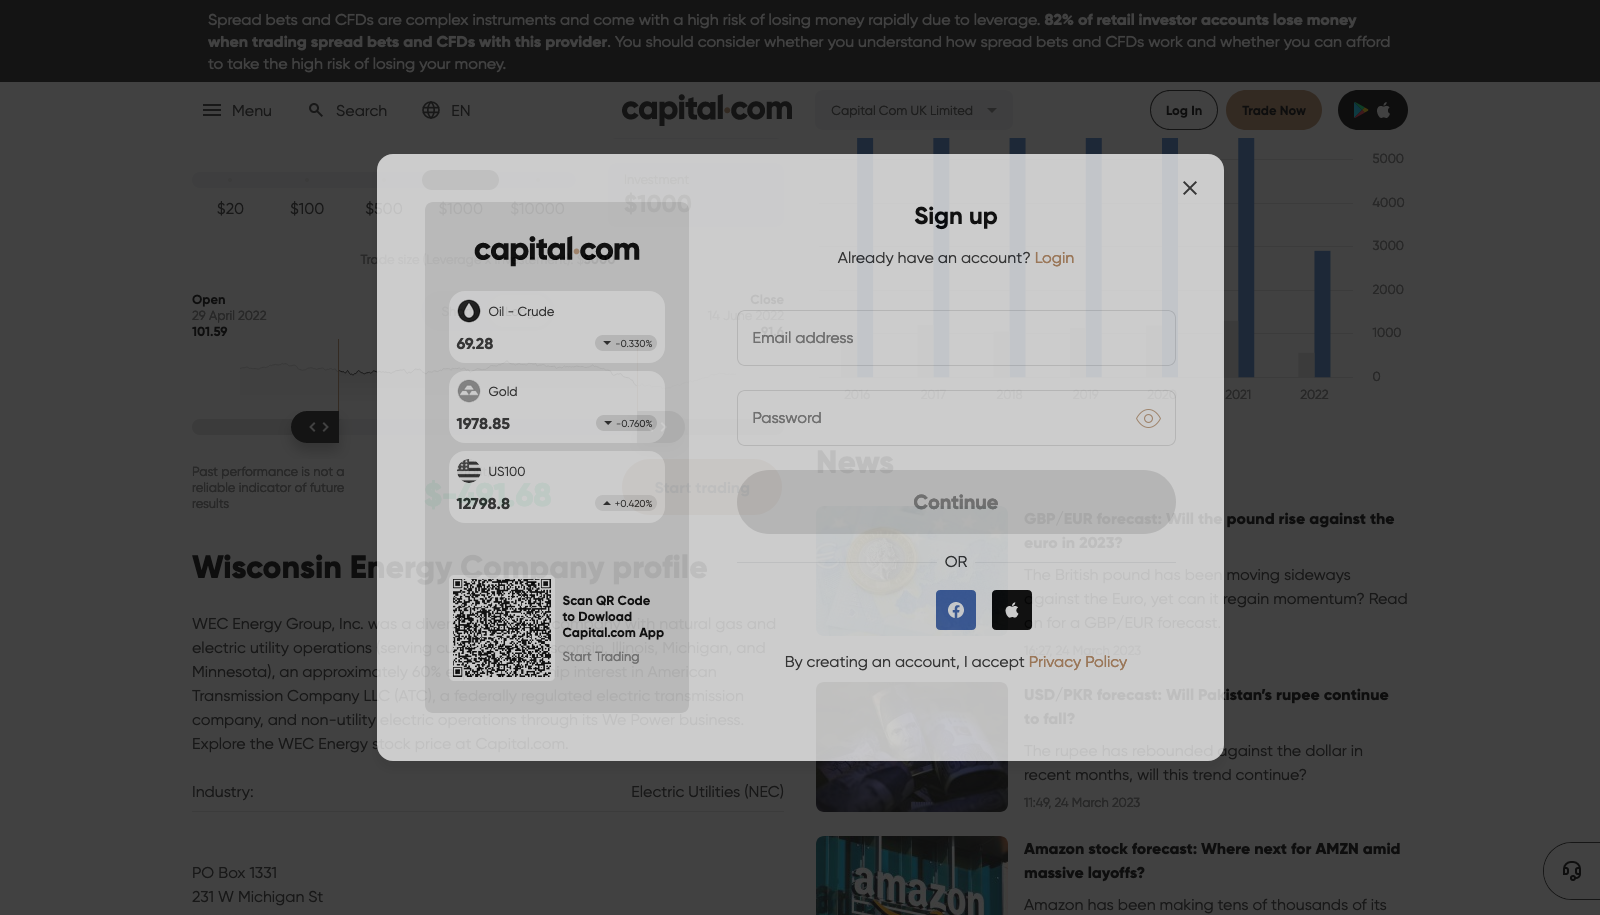 Spread bets and CFDs are complex instruments and come with a high risk of losing money rapidly due to leverage. 82% of retail investor accounts lose money
when trading spread bets and CFDs with this provider. You should consider whether you understand how spread bets and CFDs work and whether you can afford
to take the high risk of losing your money.
Menu
Search
EN
capital.com
Capital Com UK Limited
Log In
Trade Now
$20
$100
$500
$1000
$10000
Investment
$1000
Trade size (Leverage
Open
29 April 2022
101.59
Close
14 June 2022
91.6
Past performance is not a
reliable indicator of future
results
Start trading
Wisconsin Energy Company profile
WEC Energy Group, Inc. was a natural gas and
electric utility operations (serving Illinois, Michigan, and
Minnesota), an approximately 60% interest in American
Transmission Company LLC (ATC), a federally regulated electric transmission
company, and non-utility electric operations through its We Power business.
Explore the WEC Energy stock price at Capital.com.
Industry:
Electric Utilities (NEC)
PO Box 1331
231 W Michigan St
capital.com
Oil - Crude
69.28
-0.330%
Gold
1978.85
-0.760%
US100
12798.8
+0.420%
Scan QR Code
to Dowload
Capital.com App
Start Trading
Sign up
Already have an account? Login
Email address
Password
Continue
OR
By creating an account, I accept Privacy Policy
5000
4000
3000
2000
1000
0
2016
2017
2018
2019
2020
2021
2022
News
GBP/EUR forecast: Will the pound rise against the
euro in 2023?
The British pound has been moving sideways
against the Euro, yet can it regain momentum? Read
on for a GBP/EUR forecast.
24 March 2023
USD/PKR forecast: Will Pakistan's rupee continue
to fall?
The rupee has rebounded against the dollar in
recent months, will this trend continue?
11:49, 24 March 2023
amazon
Amazon stock forecast: Where next for AMZN amid
massive layoffs?
Amazon has been making tens of thousands of its